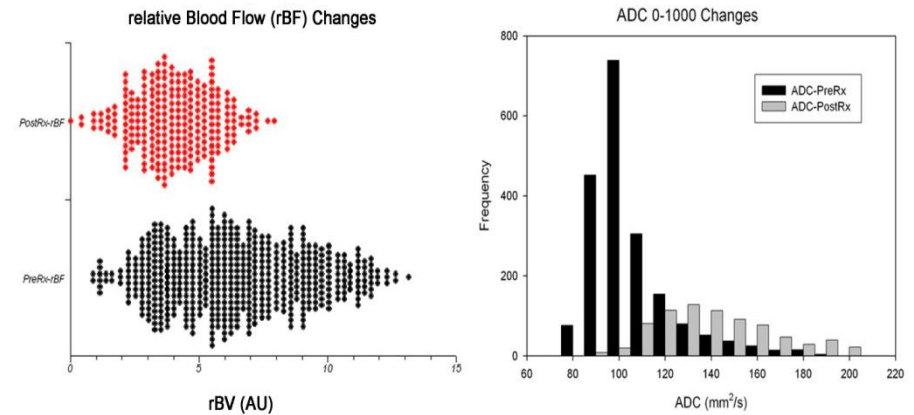 relative Blood Flow (rBF) Changes
PostRx-rBF
PreRx-rBF
0 5 10 15
rBV (AU)
ADC 0-1000 Changes
800
600
400
200
0
Frequency
ADC-PreRx
ADC-PostRx
60 80 100 120 140 160 180 200 220
ADC (mm²/s)